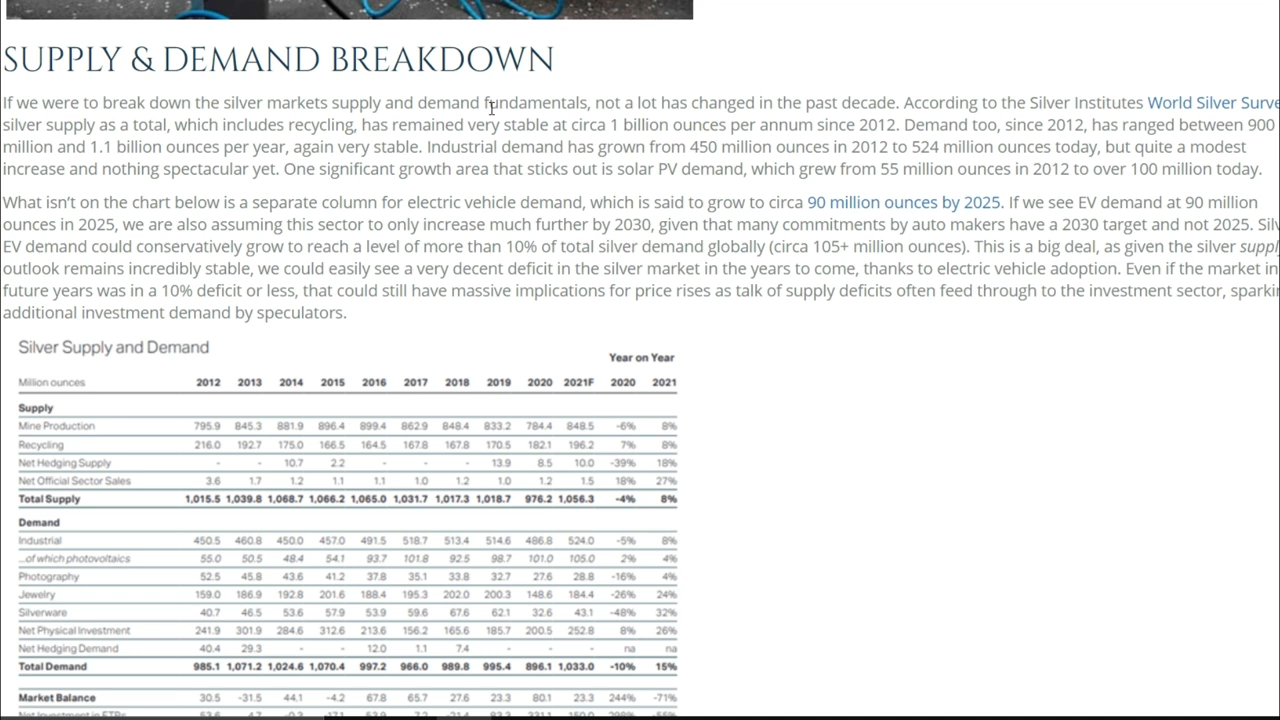 SUPPLY & DEMAND BREAKDOWN
If we were to break down the silver markets supply and demand fundamentals, not a lot has changed in the past decade. According to the Silver Institutes World Silver Surve
silver supply as a total, which includes recycling, has remained very stable at circa 1 billion ounces per annum since 2012. Demand too, since 2012, has ranged between 900
million and 1.1 billion ounces per year, again very stable. Industrial demand has grown from 450 million ounces in 2012 to 524 million ounces today, but quite a modest
increase and nothing spectacular yet. One significant growth area that sticks out is solar PV demand, which grew from 55 million ounces in 2012 to over 100 million today.
What isn't on the chart below is a separate column for electric vehicle demand, which is said to grow to circa 90 million ounces by 2025. If we see EV demand at 90 million
ounces in 2025, we are also assuming this sector to only increase much further by 2030, given that many commitments by auto makers have a 2030 target and not 2025. Sil
EV demand could conservatively grow to reach a level of more than 10% of total silver demand globally (circa 105+ million ounces). This is a big deal, as given the silver suppl
outlook remains incredibly stable, we could easily see a very decent deficit in the silver market in the years to come, thanks to electric vehicle adoption. Even if the market in
future years was in a 10% deficit or less, that could still have massive implications for price rises as talk of supply deficits often feed through to the investment sector, sparki
additional investment demand by speculators.
Silver Supply and Demand
Year on Year
Million ounces 2012 2013 2014 2015 2016 2017 2018 2019 2020 2021F 2020 2021
Supply
Mine Production 795.9 845.3 881.9 896.4 899.4 862.9 848.4 833.2 784.4 848.5 -6% 8%
Recycling 216.0 192.7 175.0 166.5 164.5 167.8 167.8 170.5 182.1 196.2 7% 8%
Net Hedging Supply - - 10.7 2.2 - - - 13.9 8.5 10.0 -39% 18%
Net Official Sector Sales 3.6 1.7 1.2 1.1 1.1 1.0 1.2 1.0 1.2 1.5 18% 27%
Total Supply 1,015.5 1,039.8 1,068.7 1,066.2 1,065.0 1,031.7 1,017.3 1,018.7 976.2 1,056.3 -4% 8%
Demand
Industrial 450.5 460.8 450.0 457.0 491.5 518.7 513.4 514.6 486.8 524.0 -5% 8%
...of which photovoltaics 55.0 50.5 48.4 54.1 93.7 101.8 92.5 98.7 101.0 105.0 2% 4%
Photography 52.5 45.8 43.6 41.2 37.8 35.1 33.8 32.7 27.6 28.8 -16% 4%
Jewelry 159.0 186.9 192.8 201.6 188.4 195.3 202.0 200.3 148.6 184.4 -26% 24%
Silverware 40.7 46.5 53.6 57.9 53.9 59.6 67.6 62.1 32.6 43.1 -48% 32%
Net Physical Investment 241.9 301.9 284.6 312.6 213.6 156.2 165.6 185.7 200.5 252.8 8% 26%
Net Hedging Demand 40.4 29.3 - - 12.0 1.1 7.4 - - - na na
Total Demand 985.1 1,071.2 1,024.6 1,070.4 997.2 966.0 989.8 995.4 896.1 1,033.0 -10% 15%
Market Balance 30.5 -31.5 44.1 -4.2 67.8 65.7 27.6 23.3 80.1 23.3 244% -71%
Net Investment in ETPs